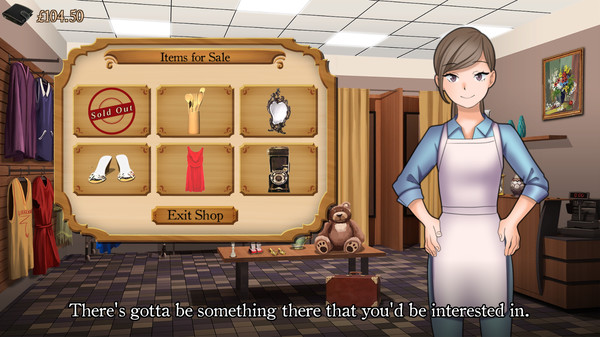 £104.50
Items for Sale
Sold Out
Exit Shop
There's gotta be something there that you'd be interested in.